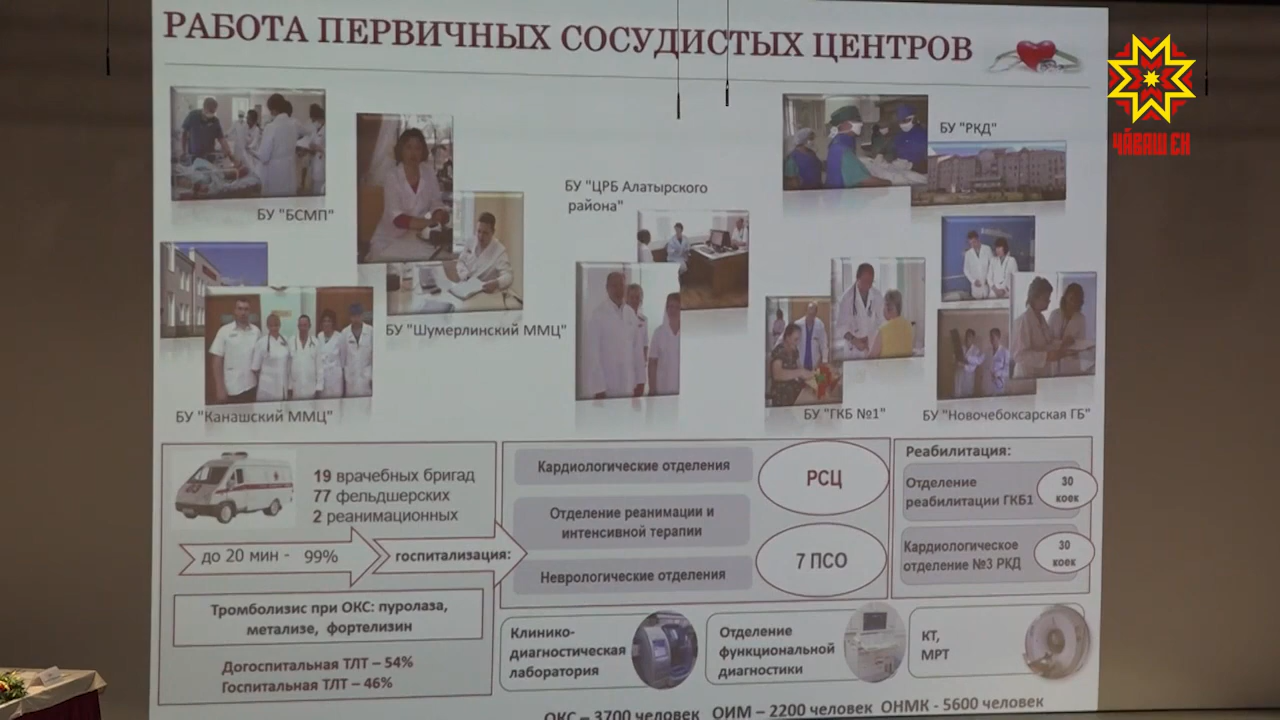 РАБОТА ПЕРВИЧНЫХ СОСУДИСТЫХ ЦЕНТРОВ
ЧӐВАШ ЕН
БУ "РКД"
БУ "ЦРБ Алатырского
района"
БУ "БСМП"
БУ "Шумерлинский ММЦ"
БУ "Канашский ММЦ"
БУ "ГКБ №1"
БУ "Новочебоксарская ГБ"
19 врачебных бригад
77 фельдшерских
2 реанимационных
до 20 мин - 99%
госпитализация:
Тромболизис при ОКС: пуролаза,
метализе, фортелизин
Догоспитальная ТЛТ – 54%
Госпитальная ТЛТ – 46%
Кардиологические отделения
Отделение реанимации и
интенсивной терапии
Неврологические отделения
РСЦ
7 ПСО
Реабилитация:
Отделение
реабилитации ГКБ1
30
коек
Кардиологическое
отделение №3 РКД
30
коек
Клинико-
диагностическая
лаборатория
Отделение
функциональной
диагностики
КТ,
МРТ
ОКС – 3700 человек ОИМ – 2200 человек ОНМК - 5600 человек